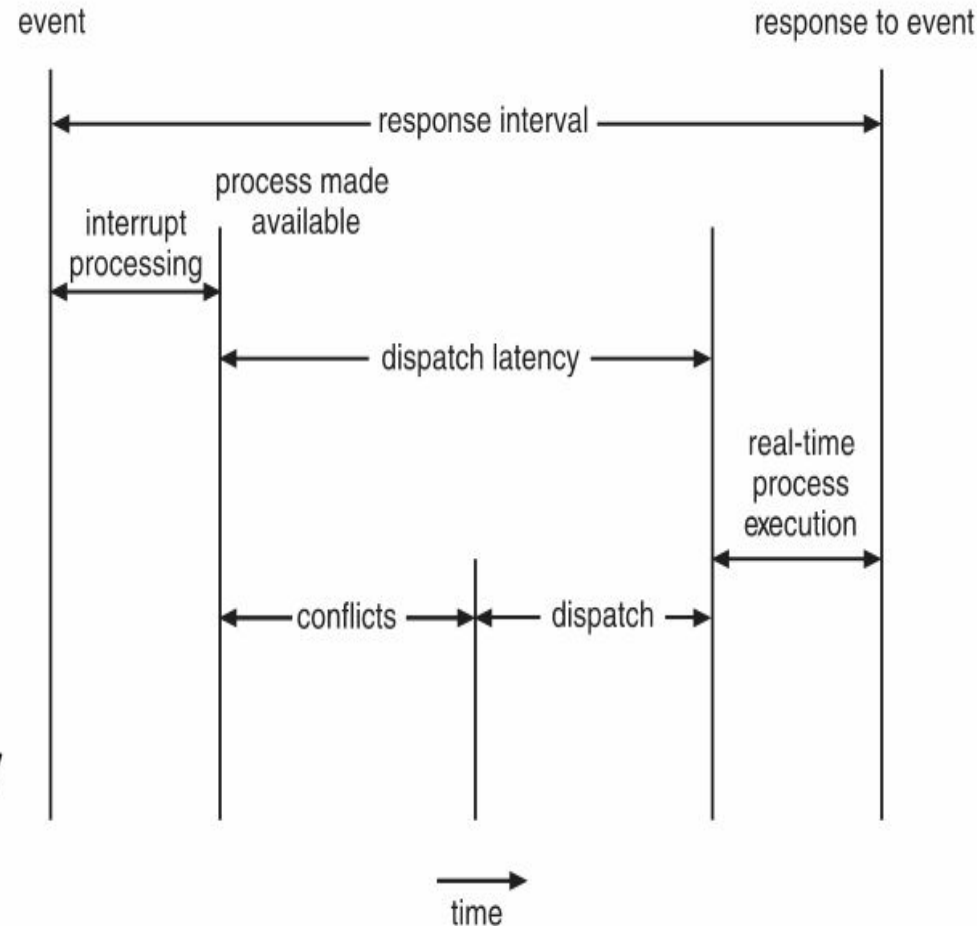 event
response to event
response interval
process made
available
interrupt
processing
dispatch latency
real-time
process
execution
conflicts
dispatch
time